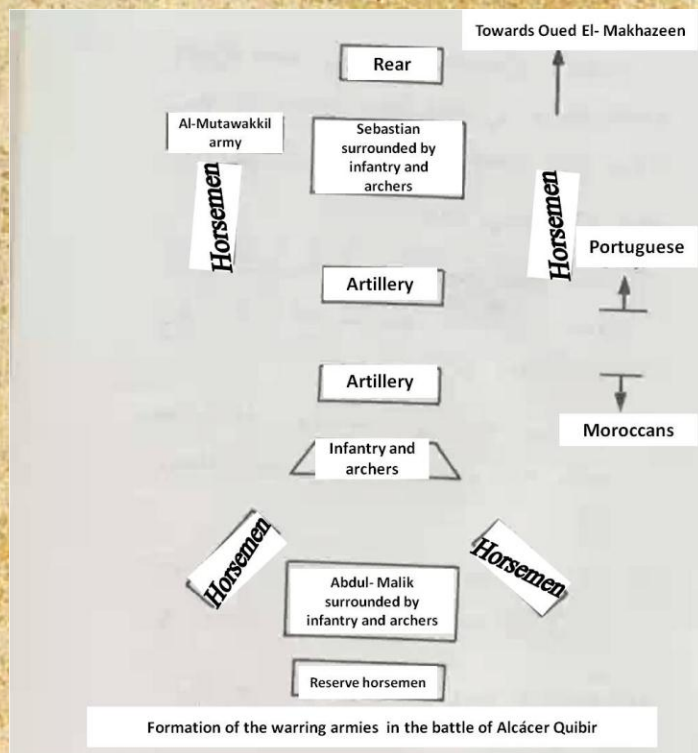 Towards Oued El- Makhazeen
Rear
Al-Mutawakkil
army
Sebastian
surrounded by
infantry and
archers
Horsemen
Horsemen
Portuguese
Artillery
Artillery
Moroccans
Infantry and
archers
Horsemen
Horsemen
Abdul- Malik
surrounded by
infantry and archers
Reserve horsemen
Formation of the warring armies in the battle of Alcácer Quibir